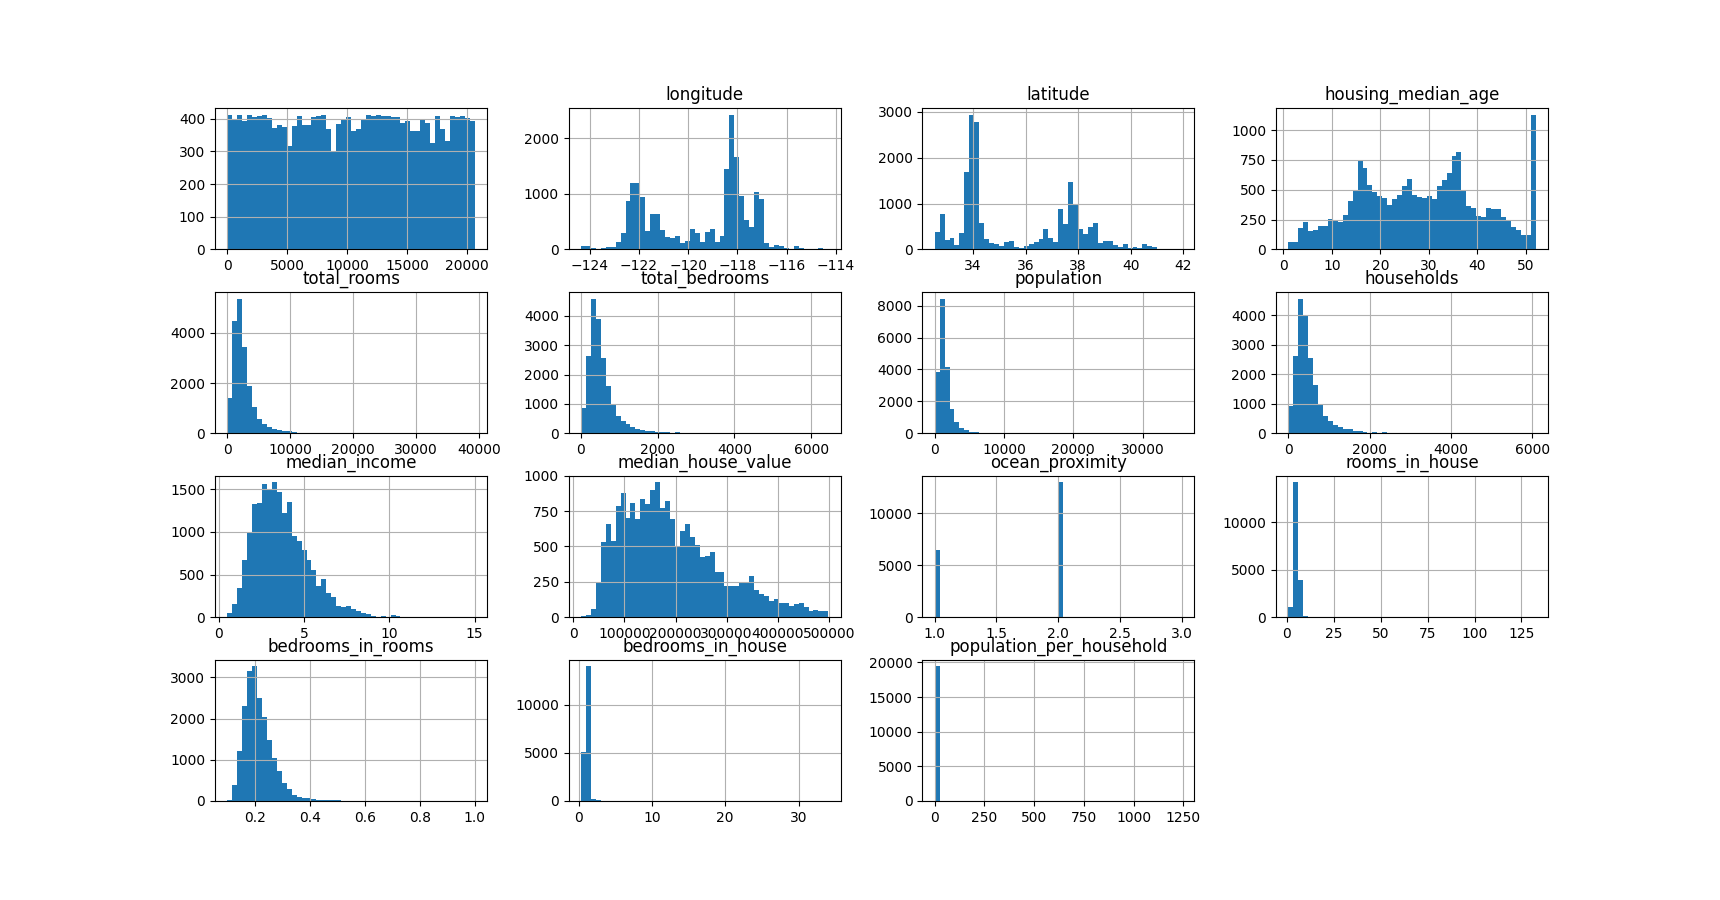 400
300
200
100
0
0 5000 10000 15000 20000
longitude
2000
1000
0
−124 −122 −120 −118 −116 −114
latitude
3000
2000
1000
0
34 36 38 40 42
housing_median_age
1000
750
500
250
0
0 10 20 30 40 50
total_rooms
4000
2000
0
0 10000 20000 30000 40000
total_bedrooms
4000
3000
2000
1000
0
0 2000 4000 6000
population
8000
6000
4000
2000
0
0 10000 20000 30000
households
4000
3000
2000
1000
0
0 2000 4000 6000
median_income
1500
1000
500
0
0 5 10 15
median_house_value
1000
750
500
250
0
0 100000 200000 300000 400000 500000
ocean_proximity
10000
5000
0
1.0 1.5 2.0 2.5 3.0
rooms_in_house
10000
5000
0
0 25 50 75 100 125
bedrooms_in_rooms
3000
2000
1000
0
0.2 0.4 0.6 0.8 1.0
bedrooms_in_house
10000
5000
0
0 10 20 30
population_per_household
20000
15000
10000
5000
0
0 250 500 750 1000 1250